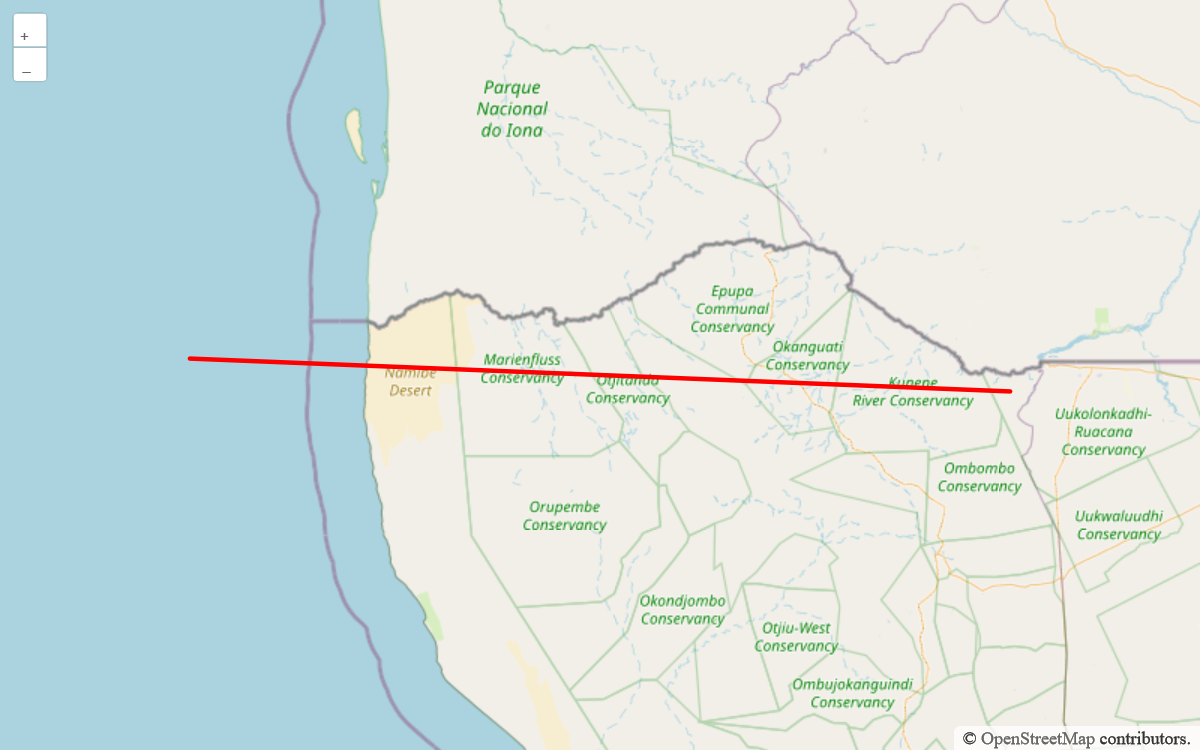 +
–
Parque
Nacional
do Iona
Epupa
Communal
Conservancy
Okanguati
Conservancy
Marienfluss
Conservancy
Namibe
Desert
Otjitanda
Conservancy
Kunene
River Conservancy
Uukolonkadhi-
Ruacana
Conservancy
Ombombo
Conservancy
Orupembe
Conservancy
Uukwaluudhi
Conservancy
Okondjombo
Conservancy
Otjiu-West
Conservancy
Ombujokanguindi
Conservancy
© OpenStreetMap contributors.